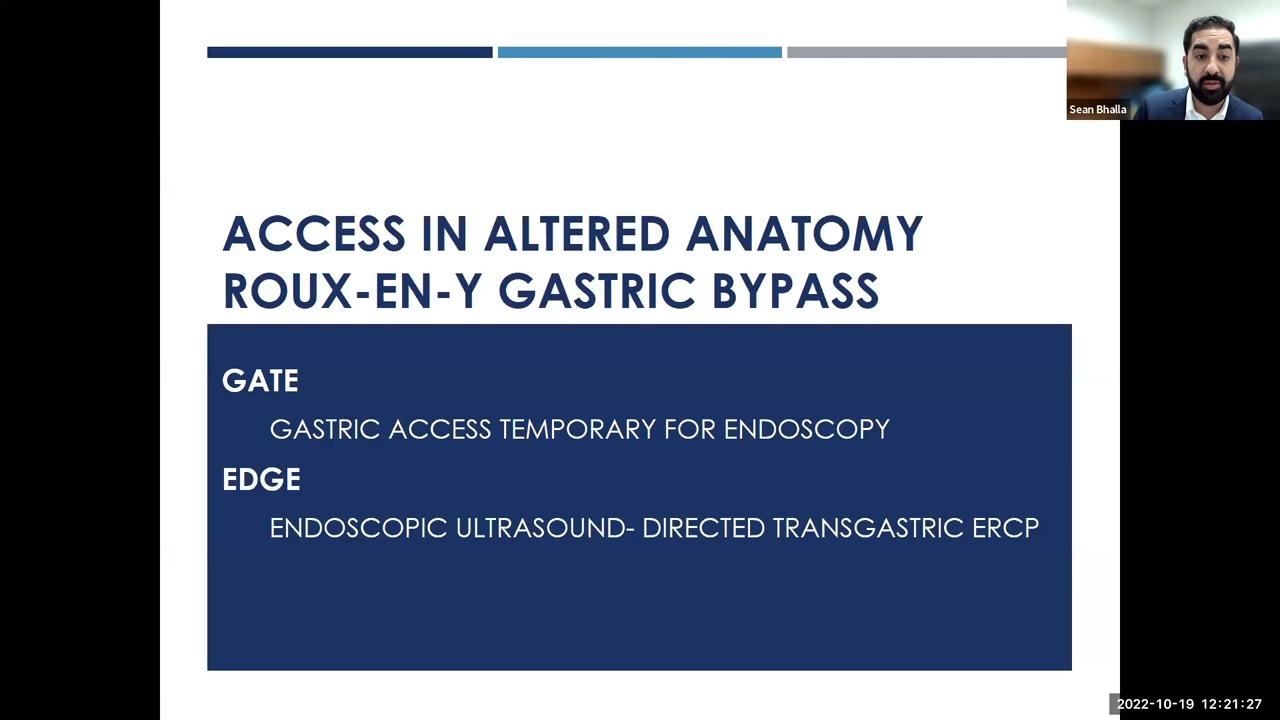 Sean Bhalla
ACCESS IN ALTERED ANATOMY
ROUX-EN-Y GASTRIC BYPASS
GATE
GASTRIC ACCESS TEMPORARY FOR ENDOSCOPY
EDGE
ENDOSCOPIC ULTRASOUND- DIRECTED TRANSGASTRIC ERCP
2022-10-19 12:21:27